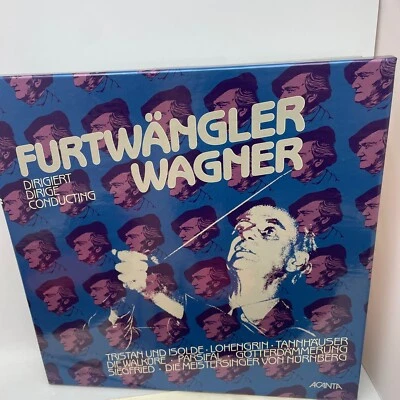 FURTWÄNGLER
DIRIGIERT
DIRIGE
CONDUCTING
WAGNER
TRISTAN UND ISOLDE · LOHENGRIN · TANNHÄUSER
DIE WALKÜRE · PARSIFAL · GÖTTERDÄMMERUNG
SIEGFRIED · DIE MEISTERSINGER VON NÜRNBERG
ACANTA